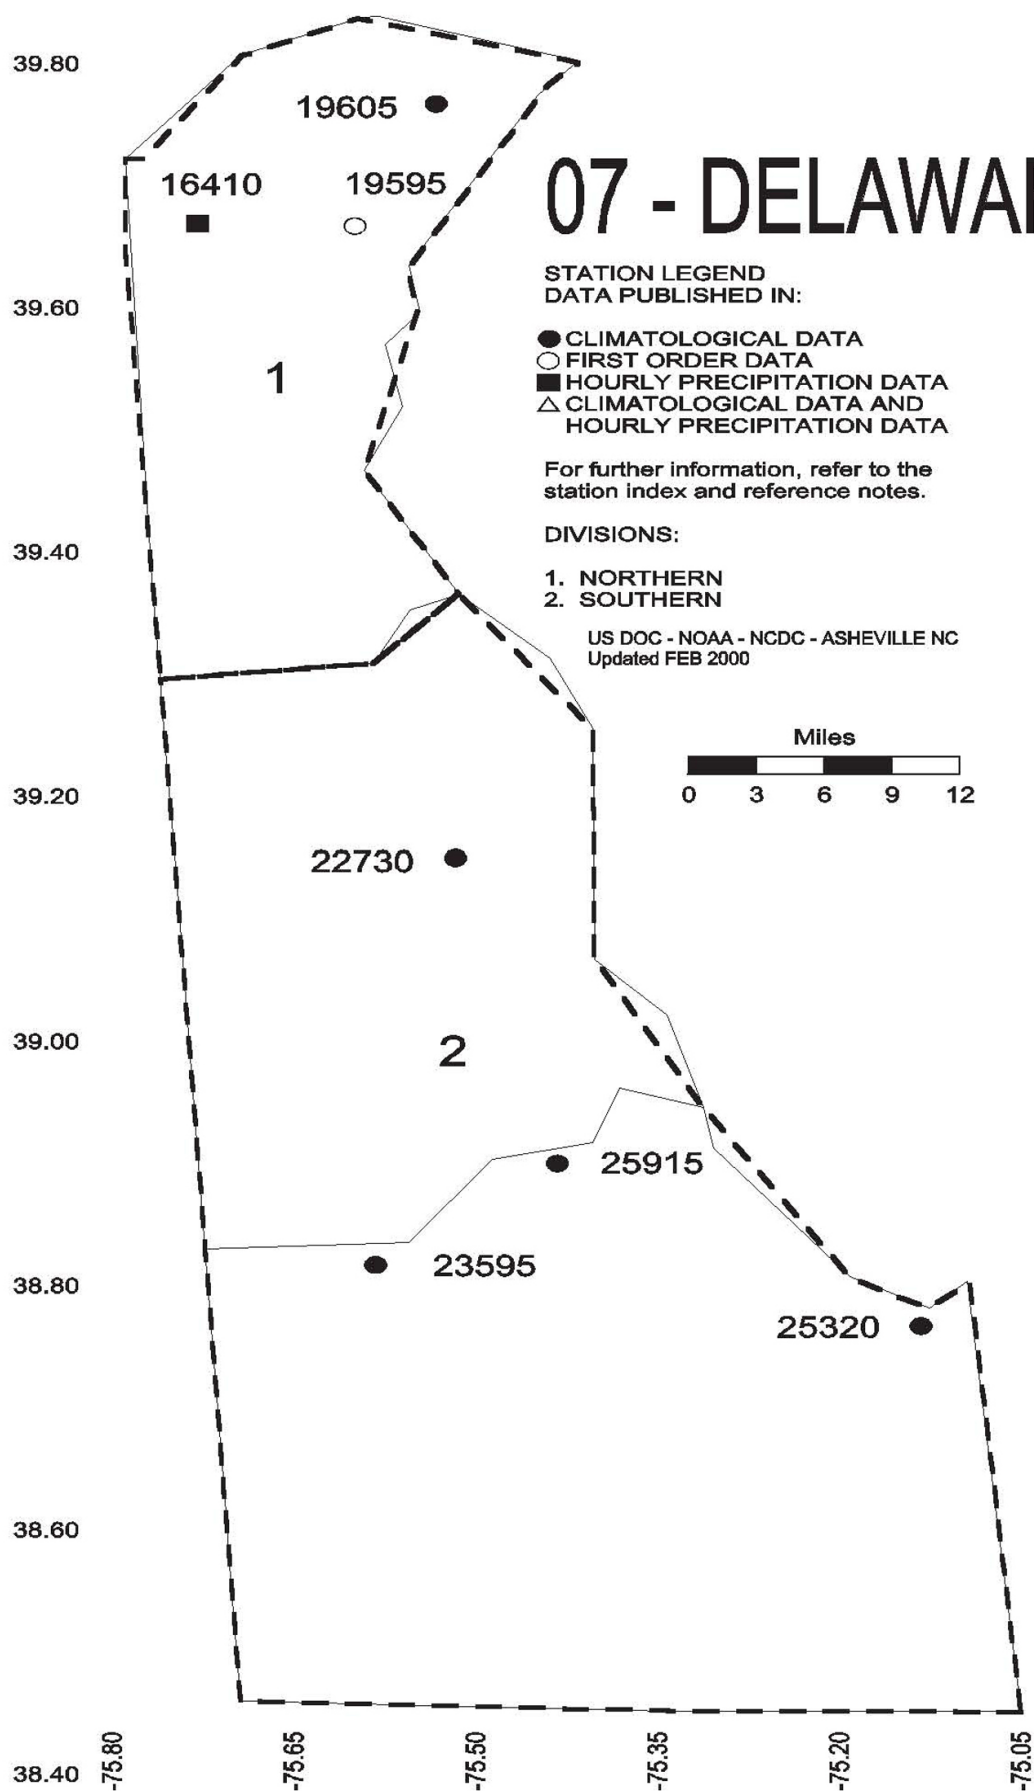 39.80
19605
16410
19595
07 - DELAWA
STATION LEGEND
DATA PUBLISHED IN:
39.60
CLIMATOLOGICAL DATA
FIRST ORDER DATA
1
HOURLY PRECIPITATION DATA
CLIMATOLOGICAL DATA AND
HOURLY PRECIPITATION DATA
For further information, refer to the
station index and reference notes.
39.40
DIVISIONS:
1. NORTHERN
2. SOUTHERN
US DOC - NOAA - NCDC - ASHEVILLE NC
Updated FEB 2000
Miles
39.20
0 3 6 9 12
22730
39.00
2
25915
23595
38.80
25320
38.60
38.40
-75.80
-75.65
-75.50
-75.35
-75.20
-75.05